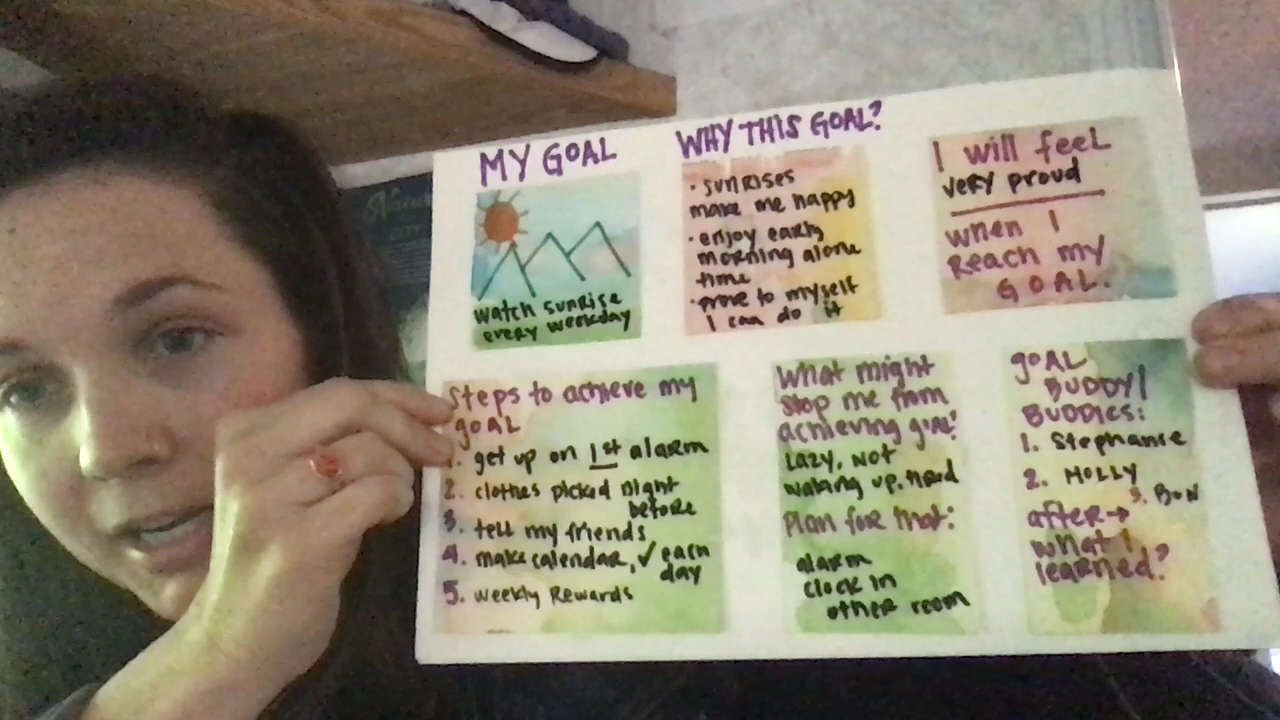 MY GOAL
watch sunrise
every weekday
WHY THIS GOAL?
• sunrises
make me happy
• enjoy early
morning alone
time
• prove to myself
I can do it
I will feel
very proud
when I
Reach my
GOAL.
Steps to achieve my
goal
1. get up on 1st alarm
2. clothes picked night
before
3. tell my friends
4. make calendar, ✓ each
day
5. weekly Rewards
What might
stop me from
achieving goal?
Lazy, not
waking up, tired
Plan for that:
alarm
clock in
other room
goal
BUDDY/
BUDDIES:
1. Stephanie
2. HOLLY
3.
after →
what I
learned?
CITY